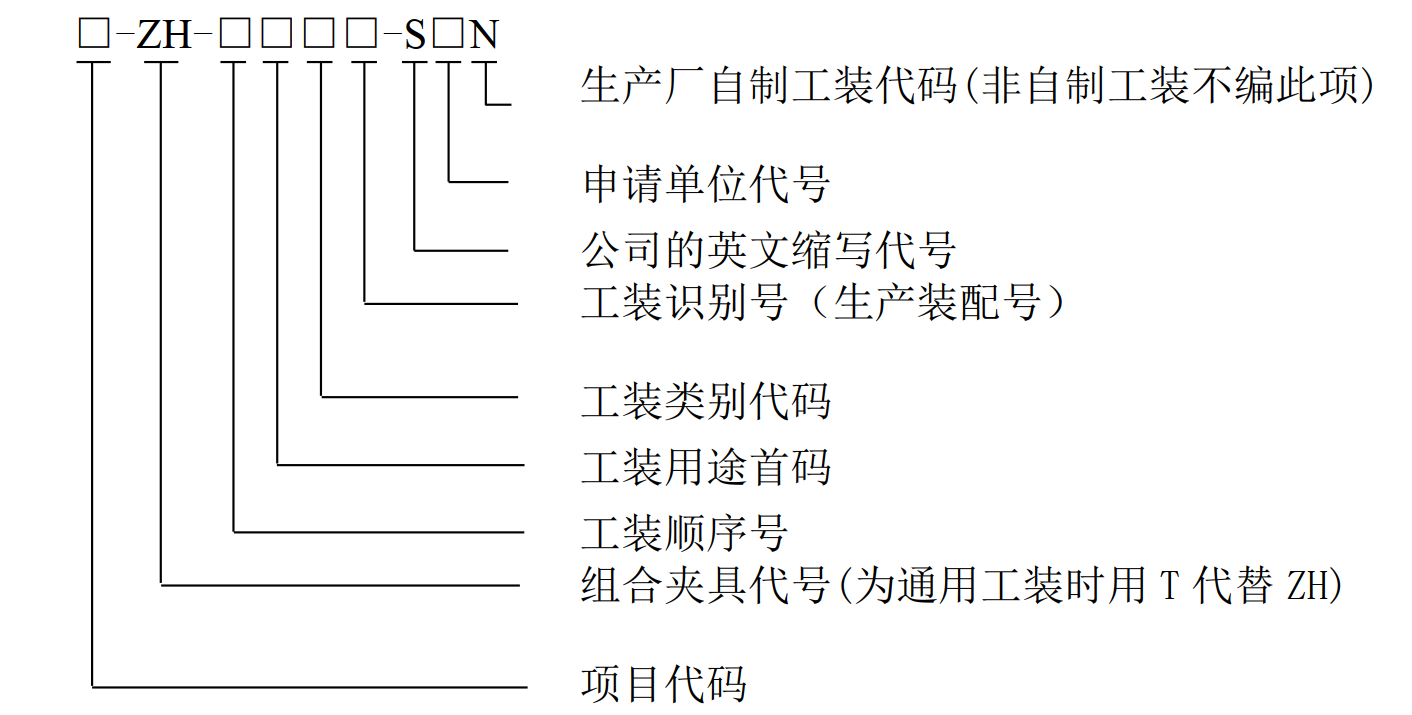 □-ZH-□□□□-S□N
生产厂自制工装代码(非自制工装不编此项)
申请单位代号
公司的英文缩写代号
工装识别号（生产装配号）
工装类别代码
工装用途首码
工装顺序号
组合夹具代号(为通用工装时用 T 代替 ZH)
项目代码